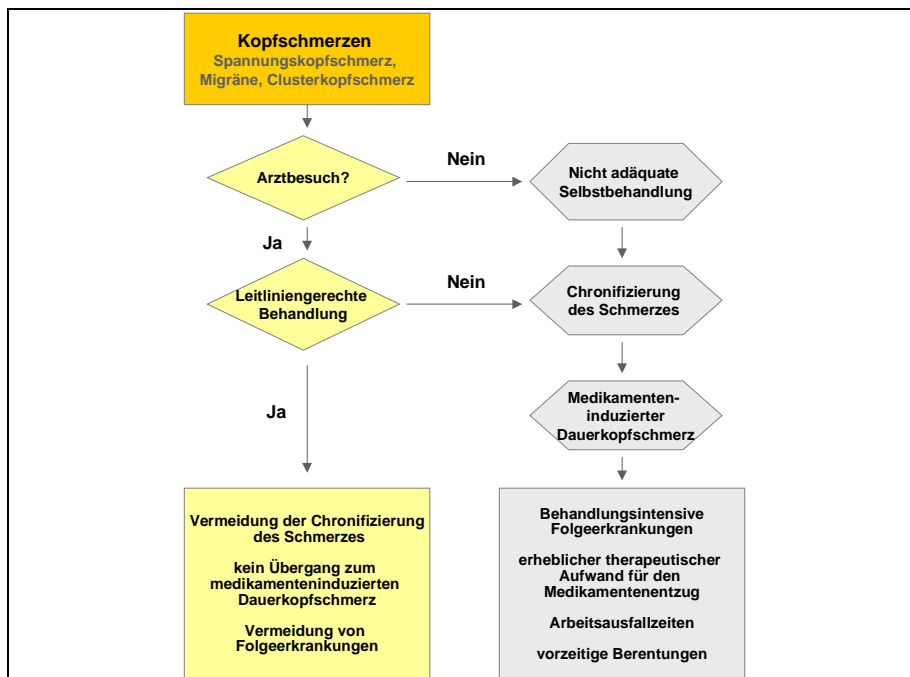 Kopfschmerzen
Spannungskopfschmerz,
Migräne, Clusterkopfschmerz
Arztbesuch?
Nein
Nicht adäquate
Selbstbehandlung
Ja
Leitliniengerechte
Behandlung
Nein
Chronifizierung
des Schmerzes
Ja
Medikamenten-
induzierter
Dauerkopfschmerz
Vermeidung der Chronifizierung
des Schmerzes
kein Übergang zum
medikamenteninduzierten
Dauerkopfschmerz
Vermeidung von
Folgeerkrankungen
Behandlungsintensive
Folgeerkrankungen
erheblicher therapeutischer
Aufwand für den
Medikamentenentzug
Arbeitsausfallzeiten
vorzeitige Berentungen